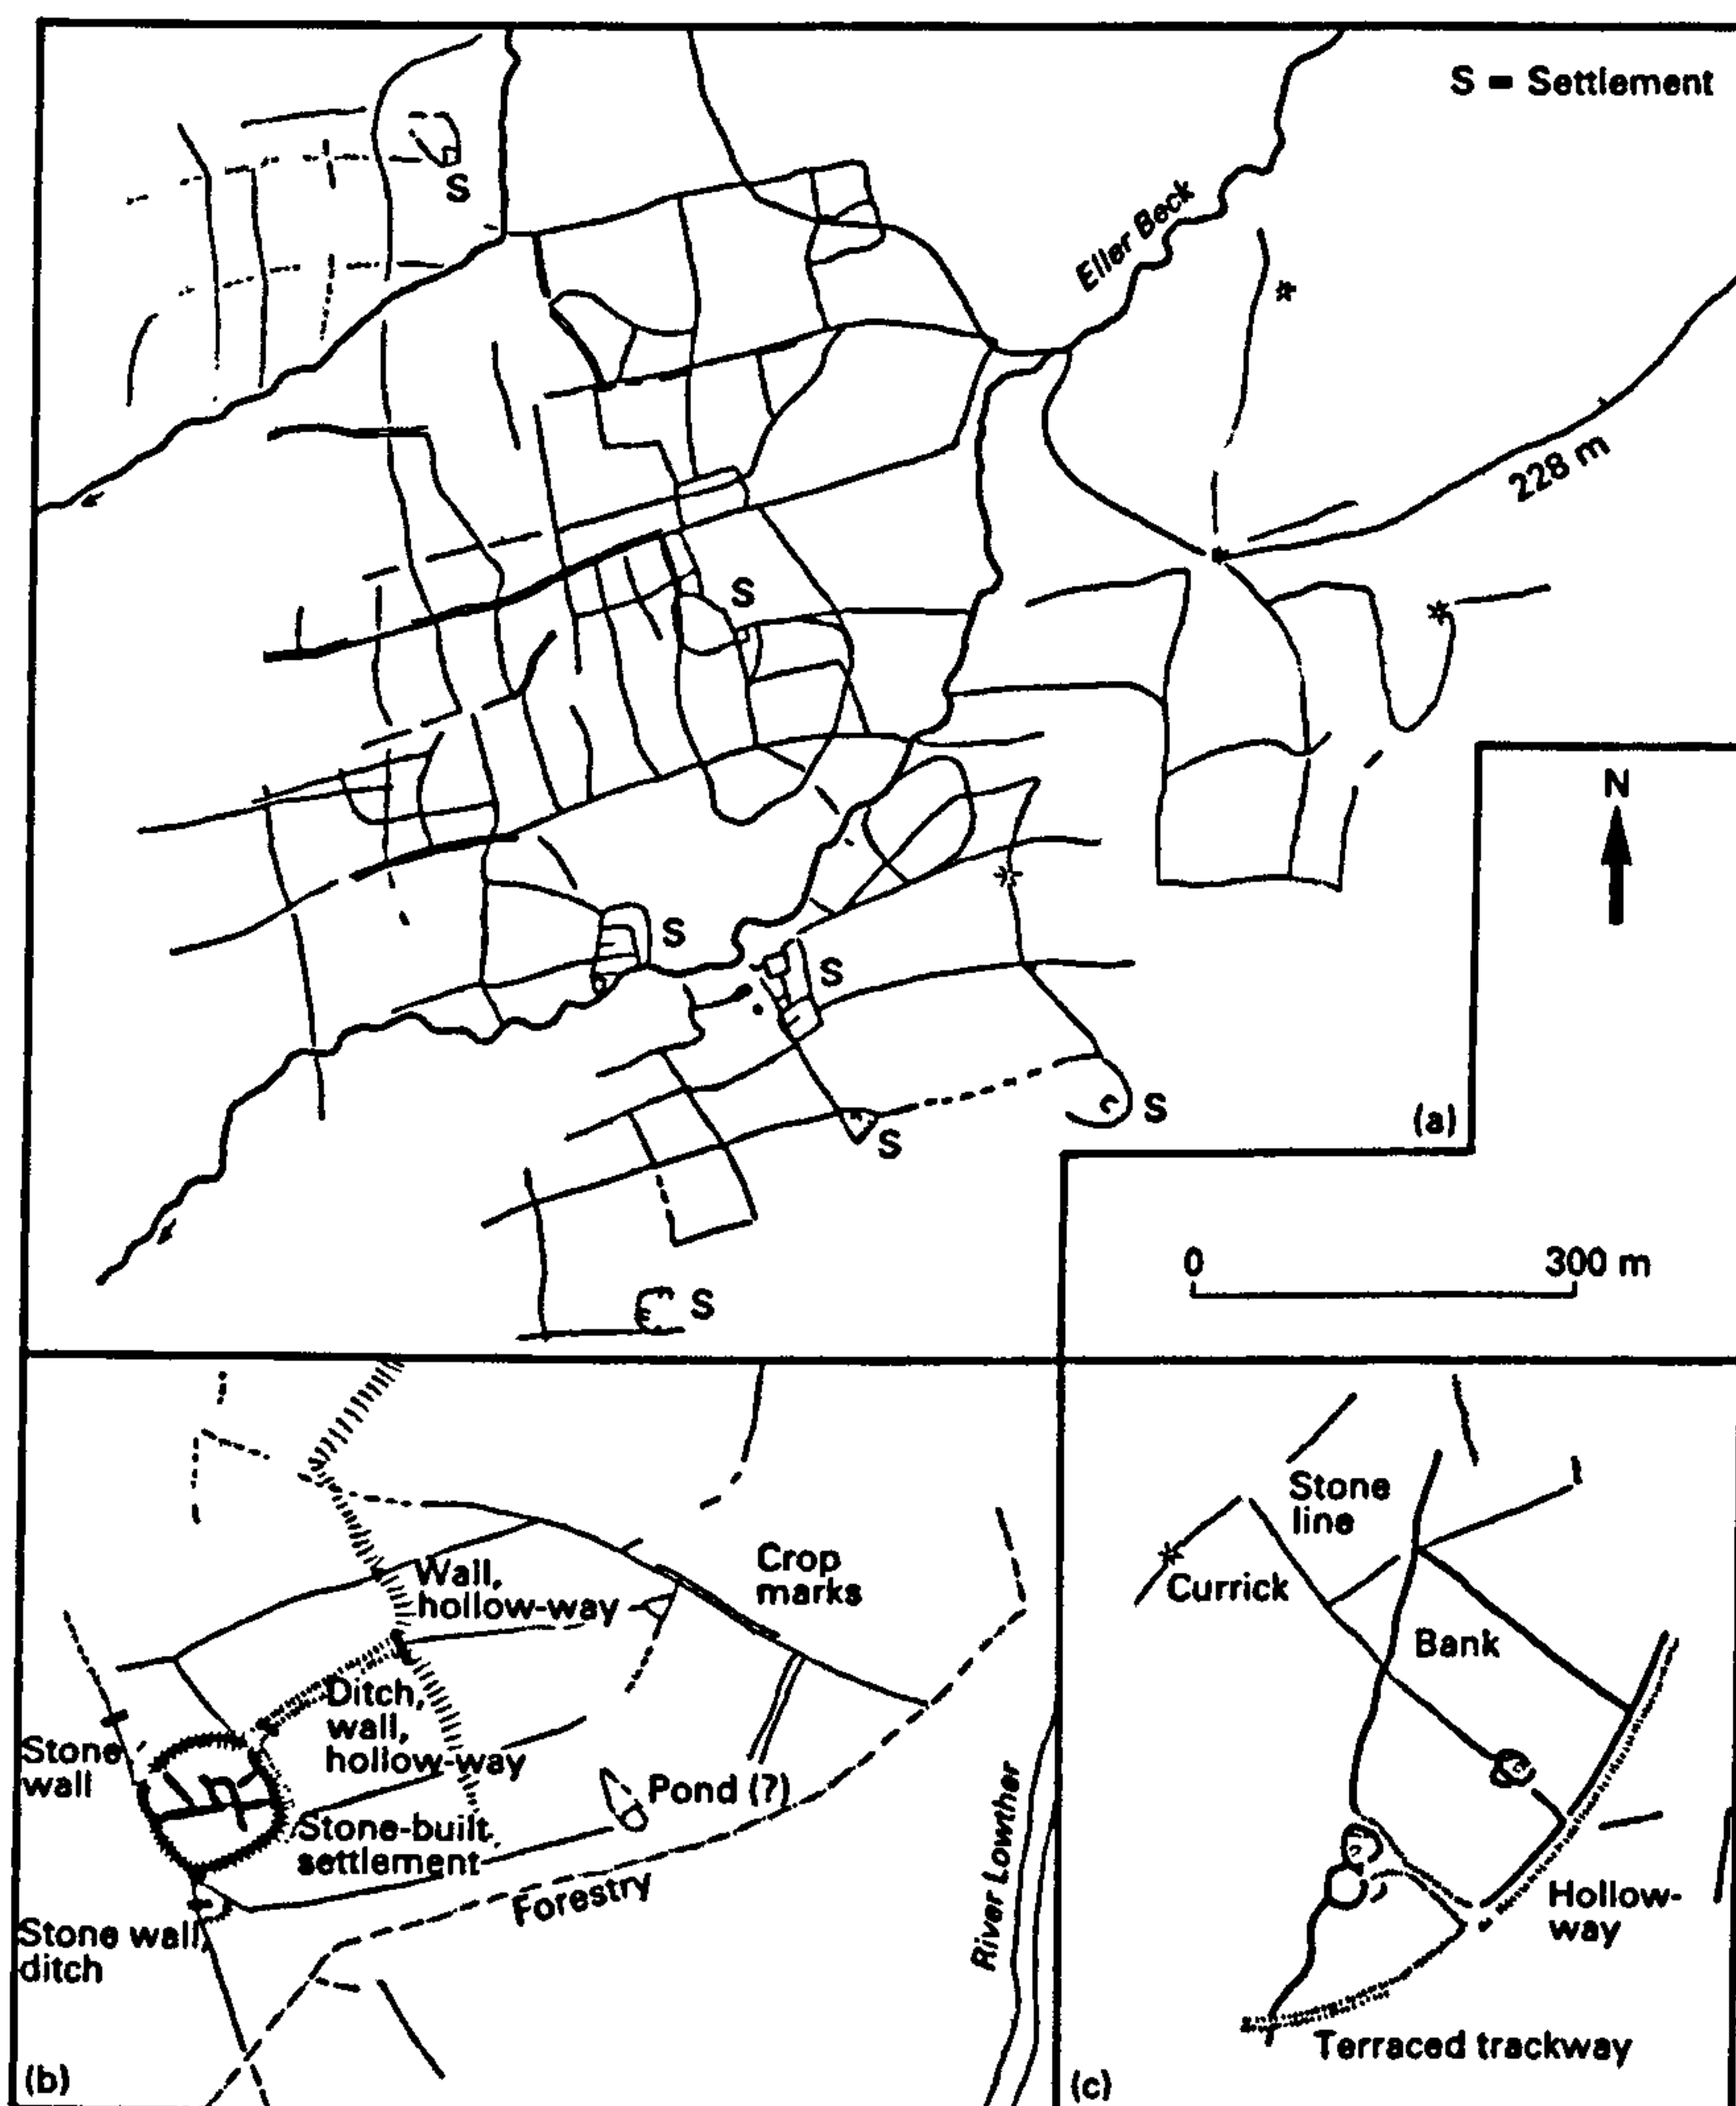 S = Settlement
S
Eller Beck
228 m
S
N
S
S
S
S
(a)
0 300 m
S
Stone
line
Crop
marks
Wall,
hollow-way
Currick
Bank
Ditch,
wall,
hollow-way
Stone
wall
Pond (?)
Stone-built
settlement
River Lowther
Forestry
Hollow-
way
Stone wall,
ditch
Terraced trackway
(b)
(c)